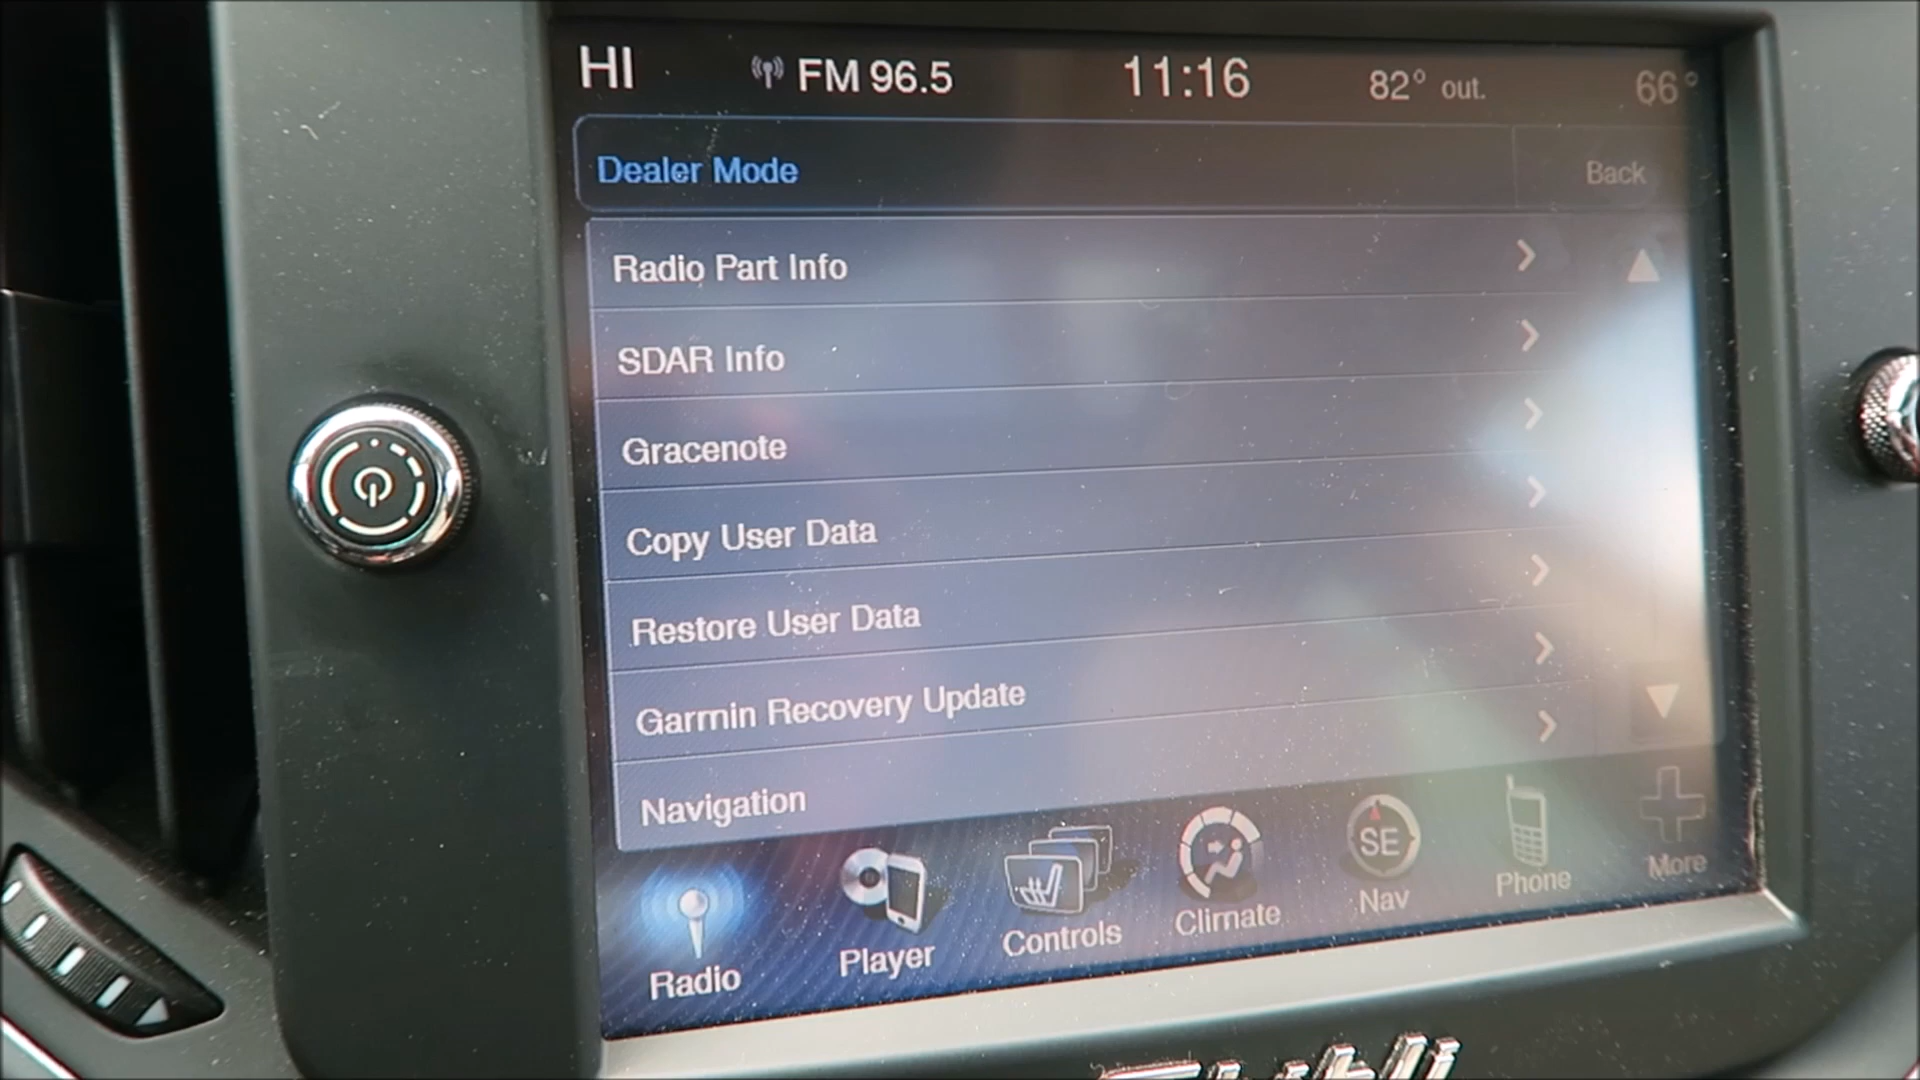 HI FM 96.5 11:16 82° out. 66°
Dealer Mode Back
Radio Part Info
SDAR Info
Gracenote
Copy User Data
Restore User Data
Garmin Recovery Update
Navigation
Radio Player Controls Climate SE Nav Phone More